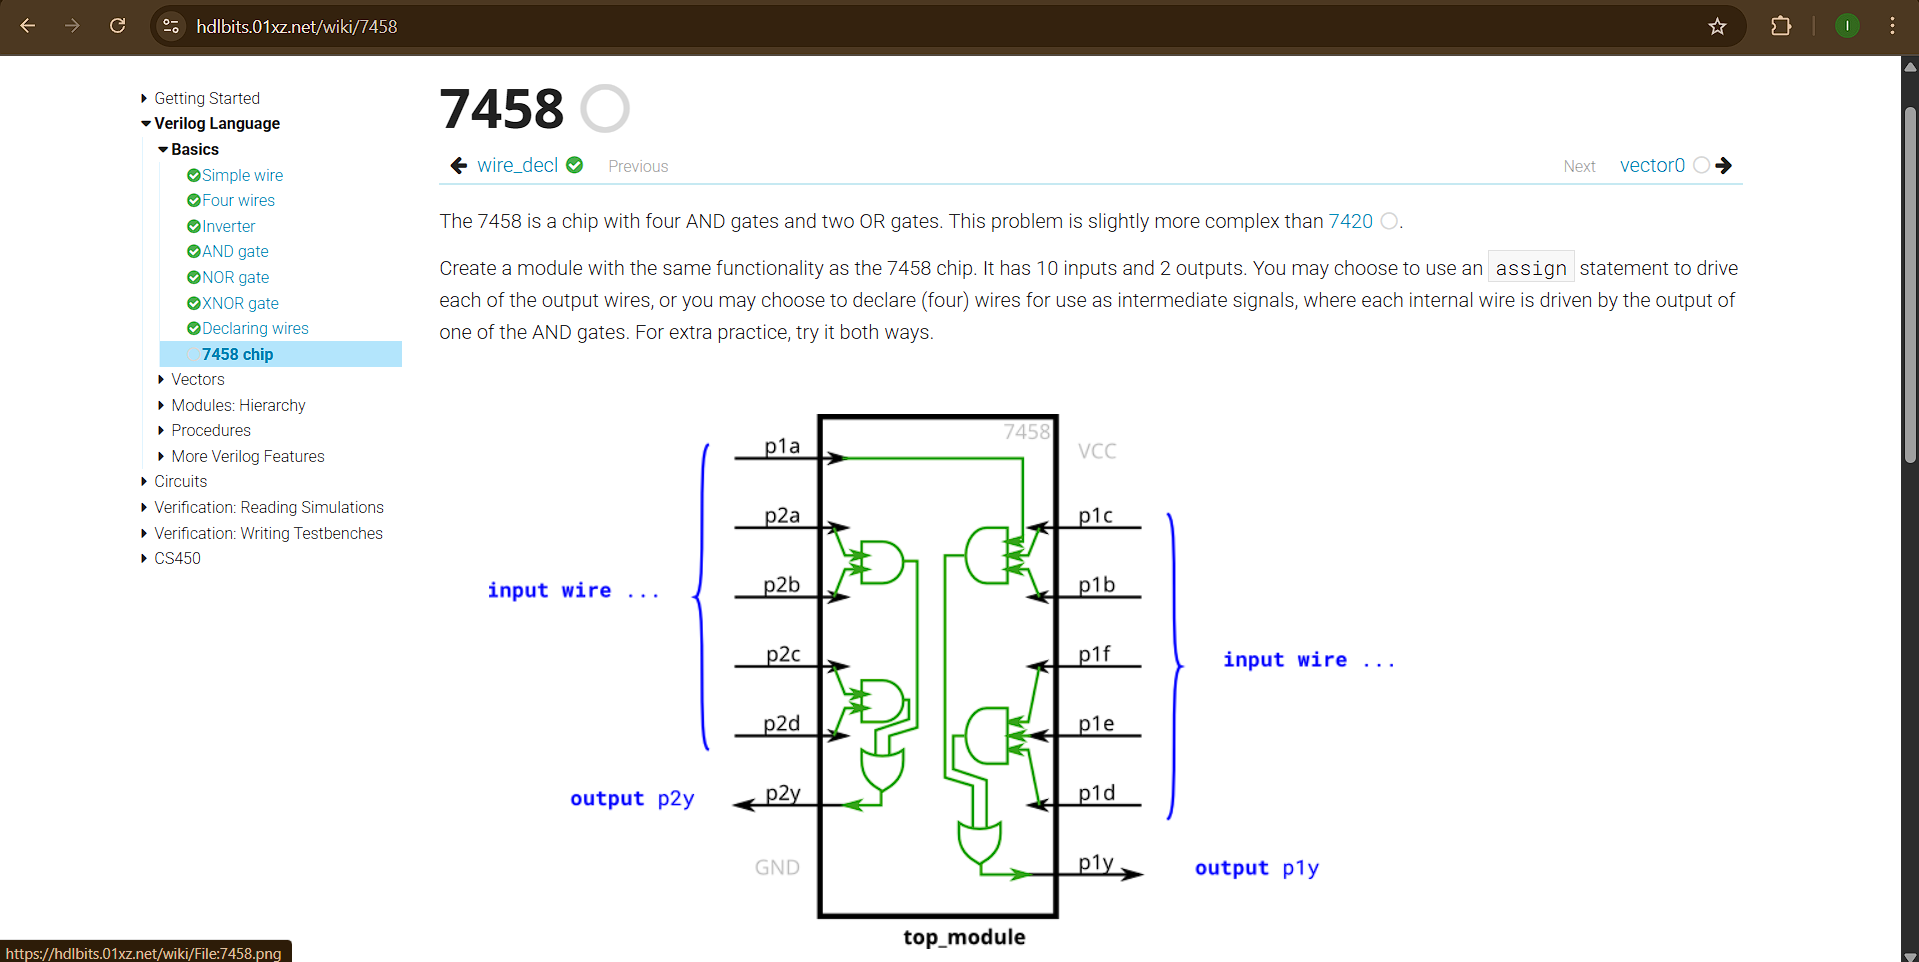 hdlbits.01xz.net/wiki/7458
I
Getting Started
Verilog Language
Basics
Simple wire
Four wires
Inverter
AND gate
NOR gate
XNOR gate
Declaring wires
7458 chip
Vectors
Modules: Hierarchy
Procedures
More Verilog Features
Circuits
Verification: Reading Simulations
Verification: Writing Testbenches
CS450
7458
wire_decl Previous
Next vector0
The 7458 is a chip with four AND gates and two OR gates. This problem is slightly more complex than 7420 .
Create a module with the same functionality as the 7458 chip. It has 10 inputs and 2 outputs. You may choose to use an assign statement to drive
each of the output wires, or you may choose to declare (four) wires for use as intermediate signals, where each internal wire is driven by the output of
one of the AND gates. For extra practice, try it both ways.
7458
p1a VCC
p2a p1c
p2b p1b
input wire ...
p2c p1f
input wire ...
p2d p1e
output p2y p2y p1d
GND p1y output p1y
top_module
https://hdlbits.01xz.net/wiki/File:7458.png